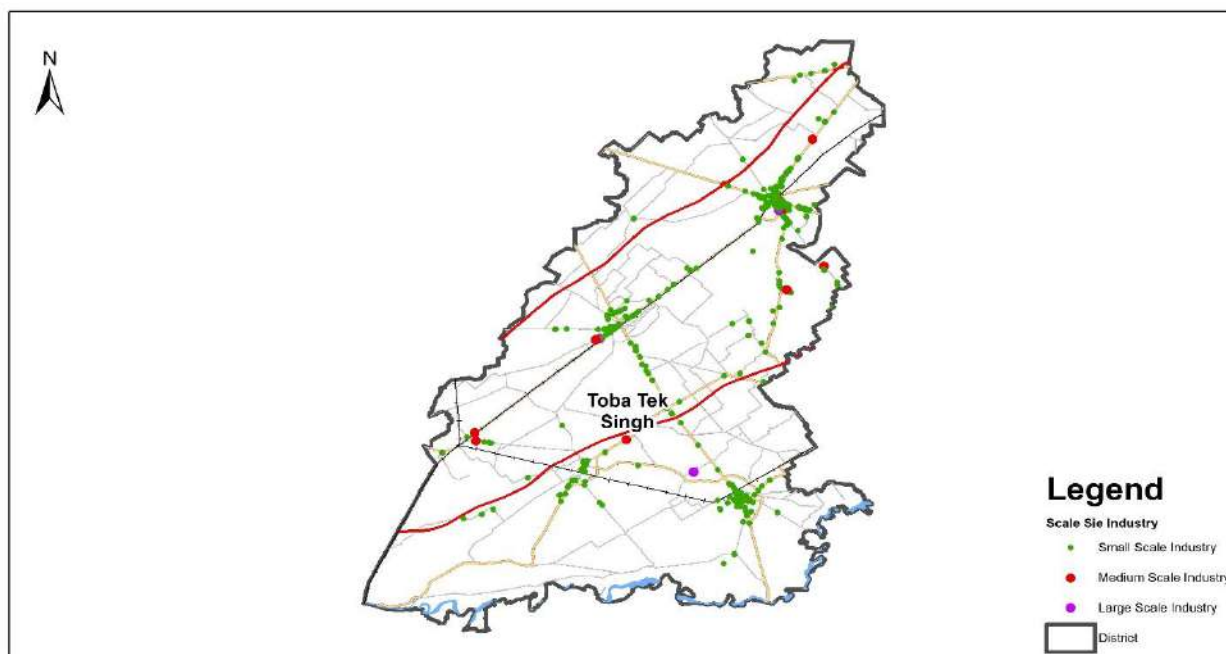 N
Toba Tek
Singh
Legend
Scale Sie Industry
Small Scale Industry
Medium Scale Industry
Large Scale Industry
District